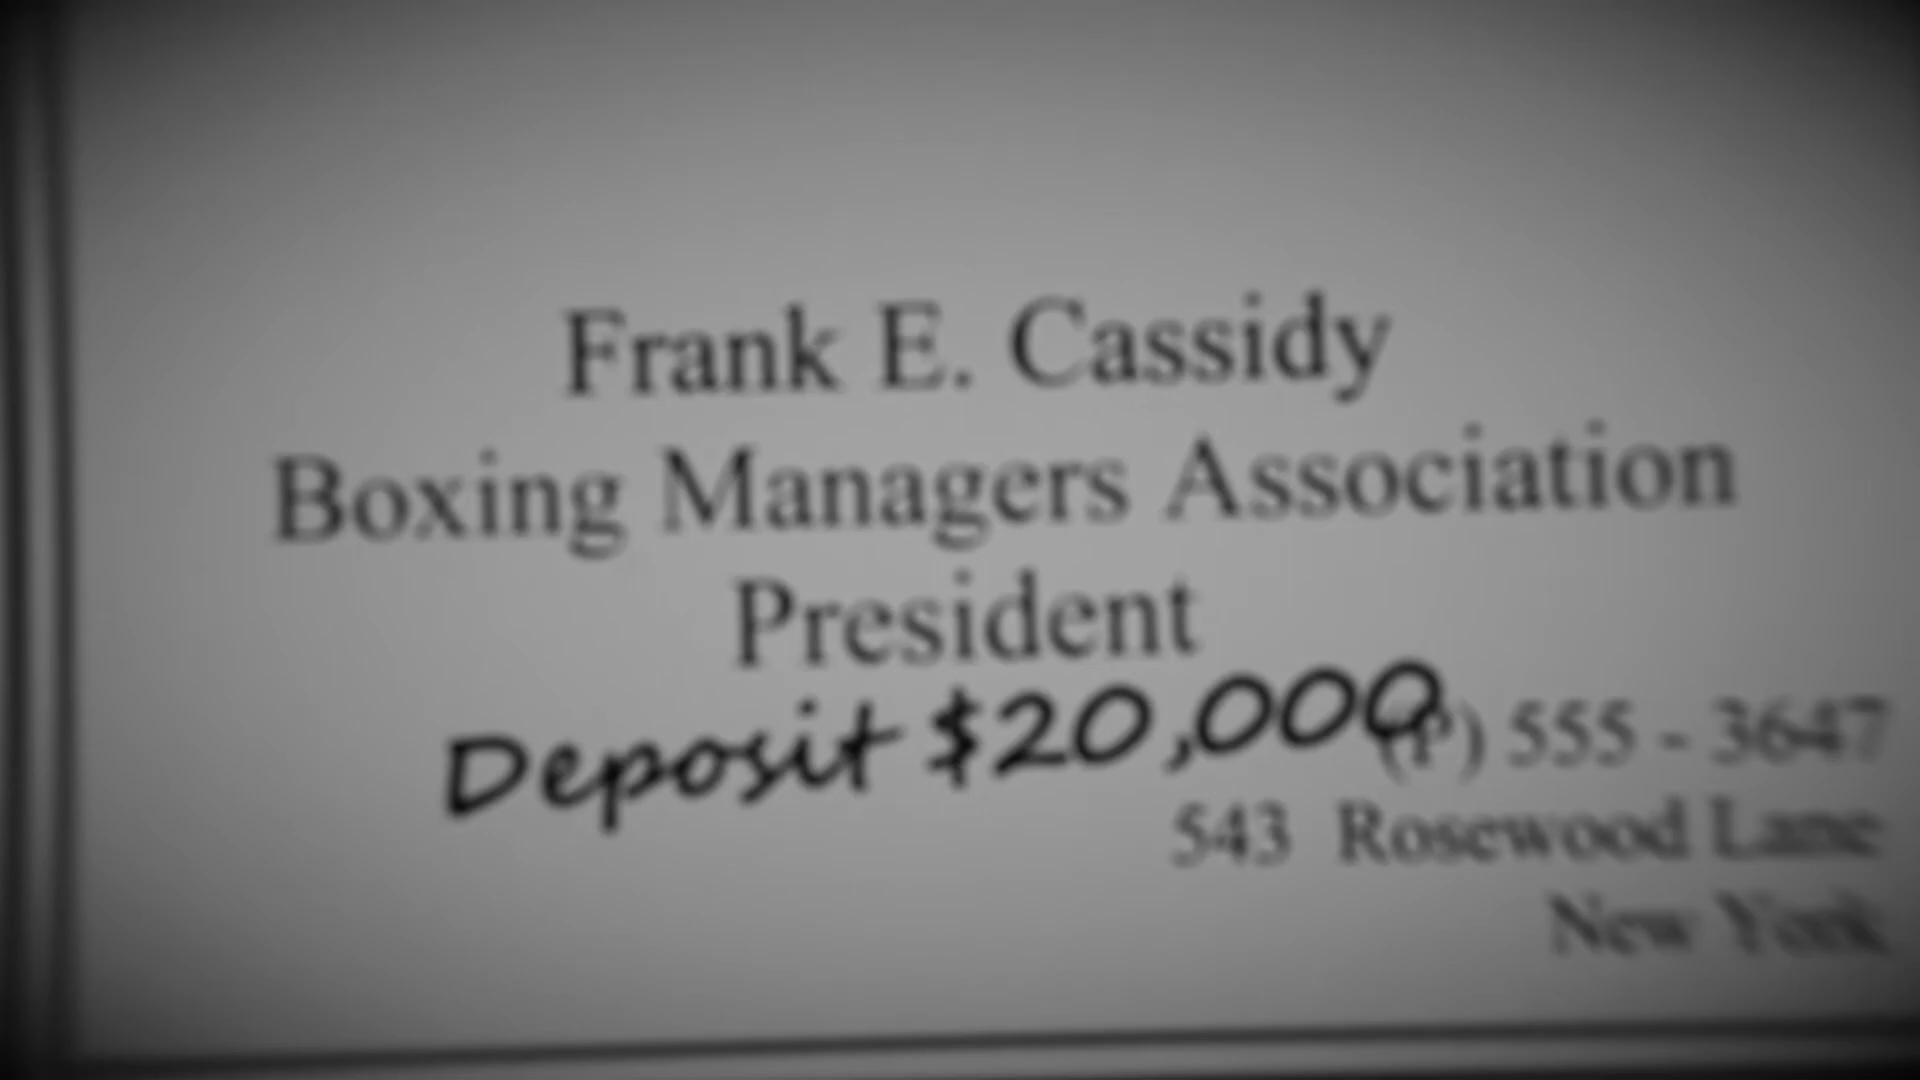 Frank E. Cassidy
Boxing Managers Association
President
Deposit $20,000
(P) 555 - 3647
543 Rosewood Lane
New York